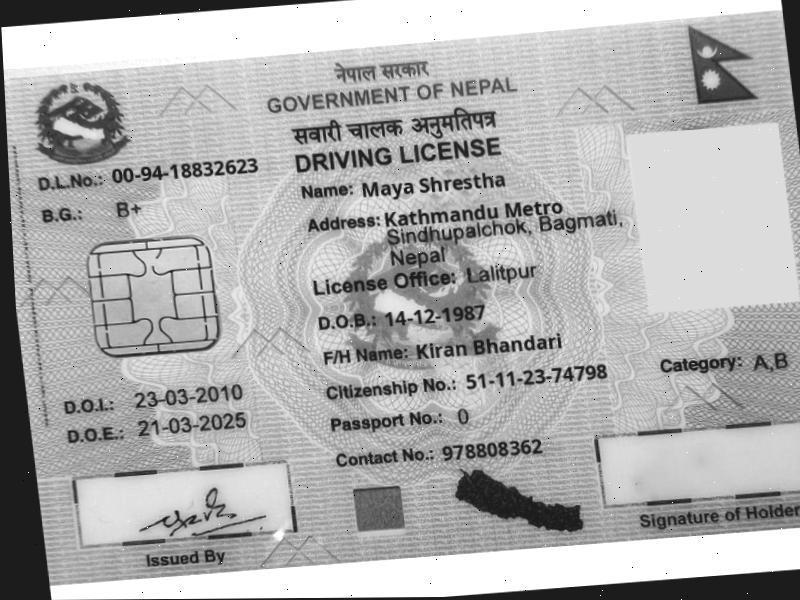 नेपाल सरकार
GOVERNMENT OF NEPAL
सवारी चालक अनुमतिपत्र
DRIVING LICENSE
D.L.No.: 00-94-18832623
B.G.: B+
Name: Maya Shrestha
Address: Kathmandu Metro
Sindhupalchok, Bagmati,
Nepal
License Office: Lalitpur
D.O.B.: 14-12-1987
F/H Name: Kiran Bhandari
Citizenship No.: 51-11-23-74798
Category: A,B
D.O.I.: 23-03-2010
Passport No.: 0
D.O.E.: 21-03-2025
Contact No.: 978808362
Issued By
Signature of Holder